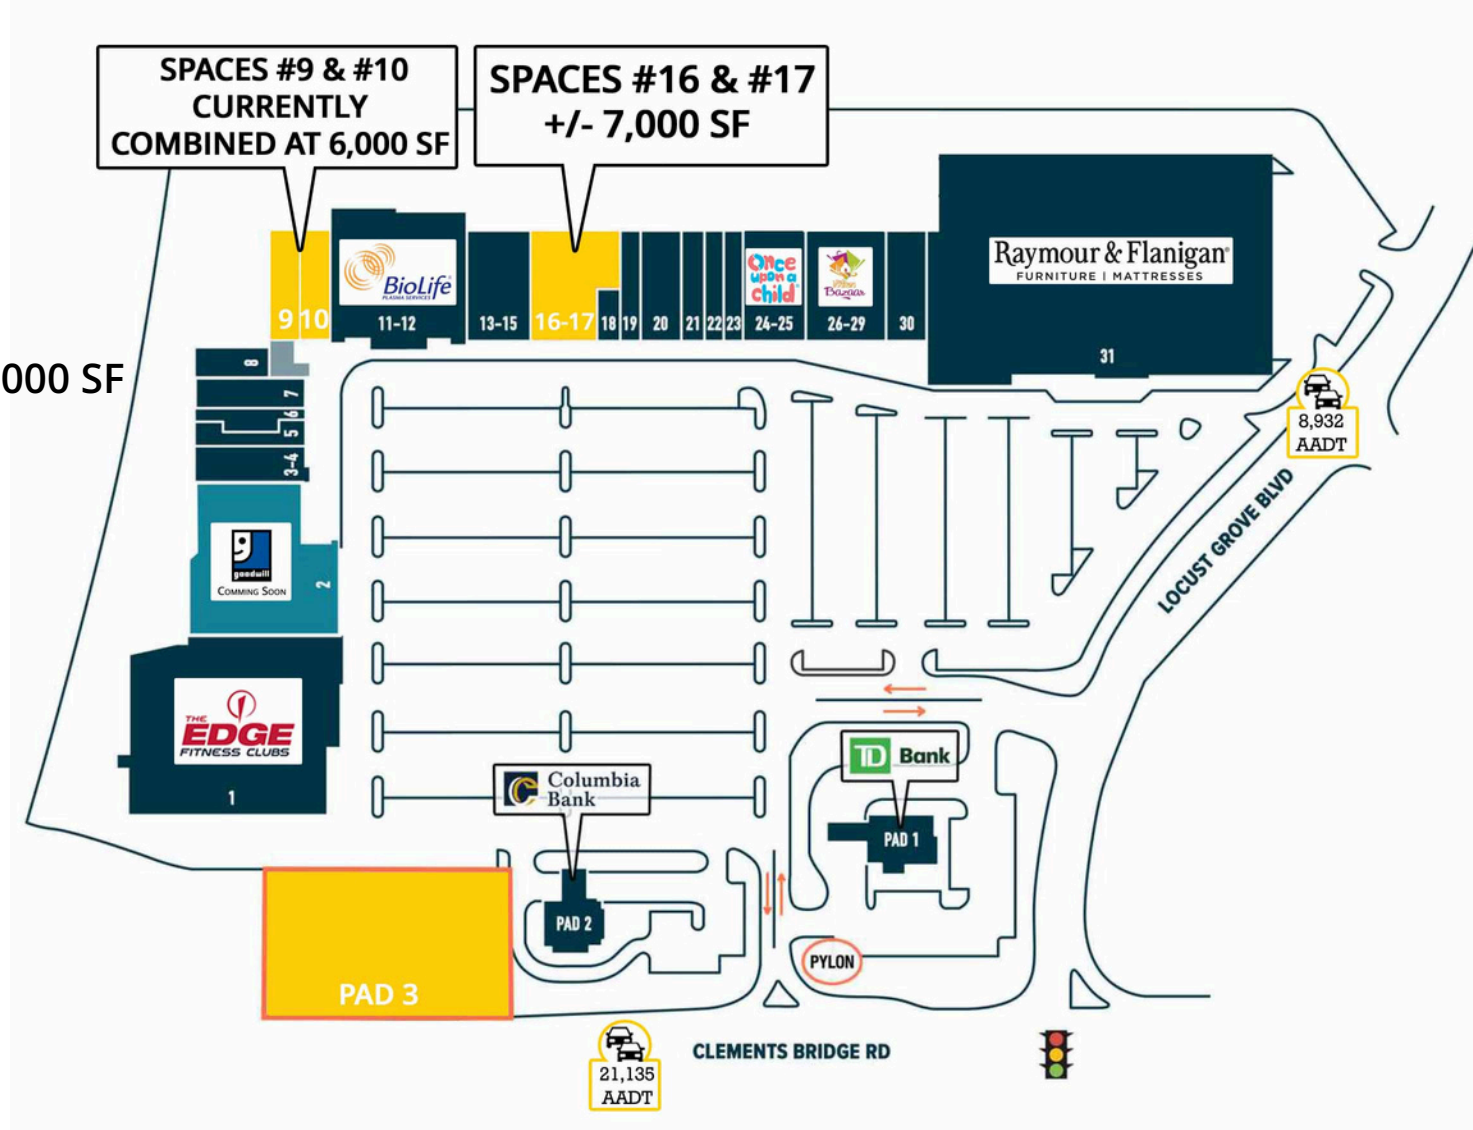 SPACES #9 & #10
CURRENTLY
COMBINED AT 6,000 SF
SPACES #16 & #17
+/- 7,000 SF
Raymour & Flanigan®
FURNITURE | MATTRESSES
BioLife®
PLASMA SERVICES
Once
upon a
child®
Bazaar
9 10
11-12
13-15
16-17
18
19
20
21
22
23
24-25
26-29
30
31
000 SF
8
7
6
5
3-4
8,932
AADT
LOCUST GROVE BLVD
g
goodwill
COMMING SOON
2
THE
EDGE
FITNESS CLUBS
1
Columbia
Bank
TD Bank
PAD 1
PAD 2
PAD 3
PYLON
CLEMENTS BRIDGE RD
21,135
AADT